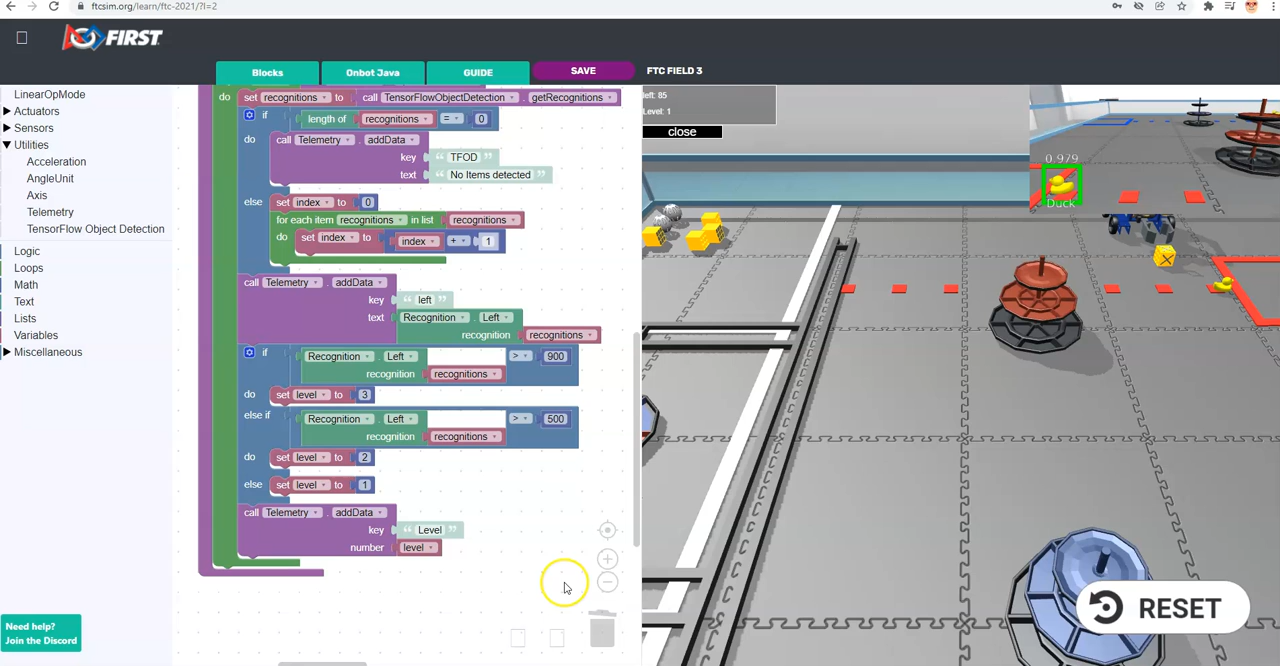 ftcsim.org/learn/ftc-2021/?l=2
FIRST
Blocks
Onbot Java
GUIDE
SAVE
FTC FIELD 3
LinearOpMode
Actuators
Sensors
Utilities
Acceleration
AngleUnit
Axis
Telemetry
TensorFlow Object Detection
Logic
Loops
Math
Text
Lists
Variables
Miscellaneous
Need help?
Join the Discord
do set recognitions to call TensorFlowObjectDetection . getRecognitions
if length of recognitions = 0
do call Telemetry . addData
key “ TFOD ”
text “ No Items detected ”
else set index to 0
for each item recognitions in list recognitions
do set index to index + 1
call Telemetry . addData
key “ left ”
text Recognition . Left
recognition recognitions
if Recognition . Left > 900
recognition recognitions
do set level to 3
else if Recognition . Left > 500
recognition recognitions
do set level to 2
else set level to 1
call Telemetry . addData
key “ Level ”
number level
left: 85
Level: 1
close
0.979
Duck
RESET